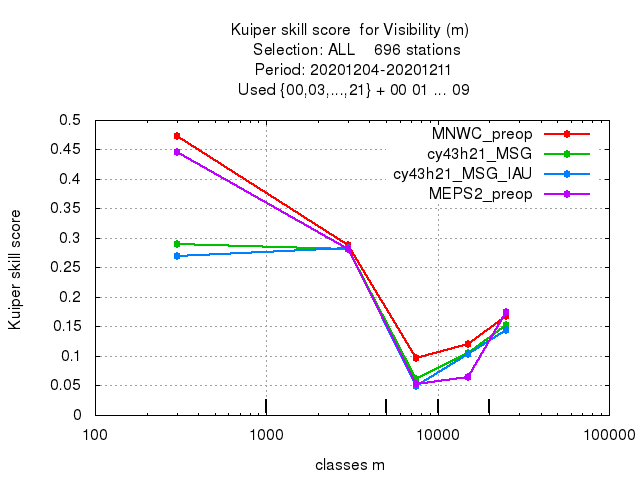 Kuiper skill score  for Visibility (m)
Selection: ALL    696 stations
Period: 20201204-20201211
Used {00,03,...,21} + 00 01 ... 09
MNWC_preop
cy43h21_MSG
cy43h21_MSG_IAU
MEPS2_preop
Kuiper skill score
0.5
0.45
0.4
0.35
0.3
0.25
0.2
0.15
0.1
0.05
0
100
1000
10000
100000
classes m